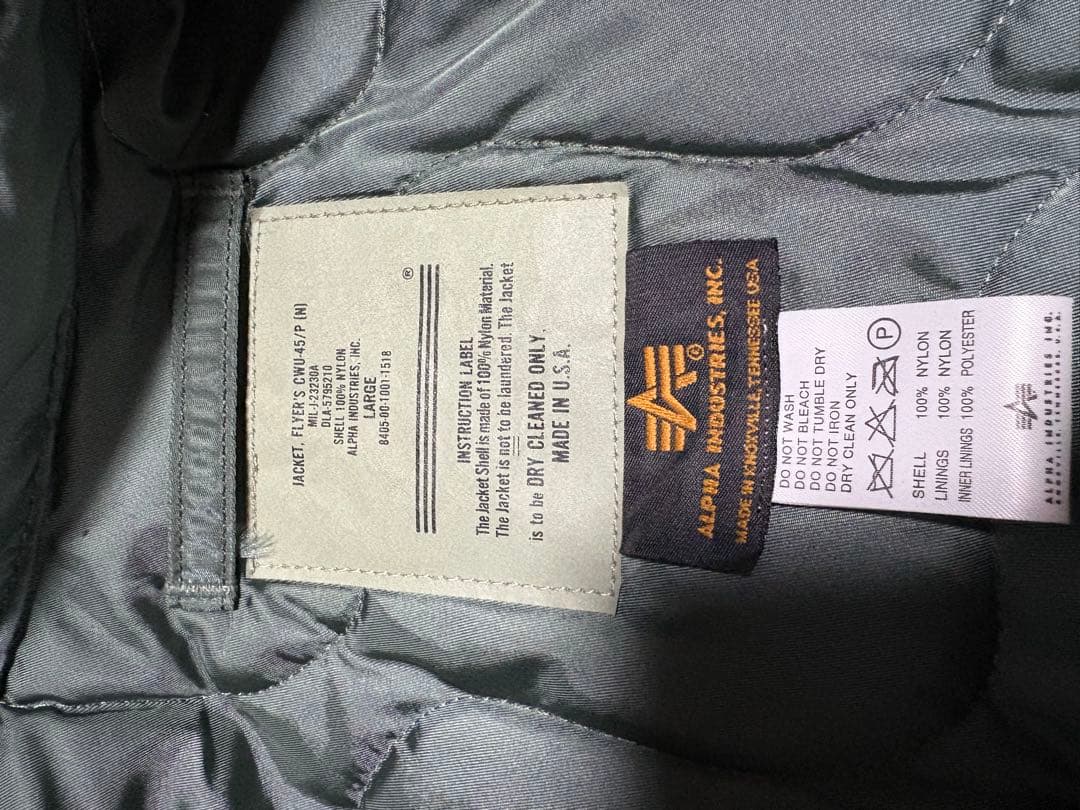 JACKET, FLYER'S CWU-45/P (N)
MIL-J-23230A
DLA-5795210
SHELL 100% NYLON
ALPHA INDUSTRIES, INC.
LARGE
8405-00-1001-1518
®
INSTRUCTION LABEL
The Jacket Shell is made of 100% Nylon Material.
The Jacket is not to be laundered. The Jacket
is to be DRY CLEANED ONLY.
MADE IN U.S.A.
ALPHA INDUSTRIES, INC.
MADE IN KNOXVILLE, TENNESSEE USA
DO NOT WASH
DO NOT BLEACH
DO NOT TUMBLE DRY
DO NOT IRON
DRY CLEAN ONLY
P
SHELL 100% NYLON
LININGS 100% NYLON
INNER LININGS 100% POLYESTER
ALPHA INDUSTRIES INC.
KNOXVILLE, TENNESSEE, U.S.A.